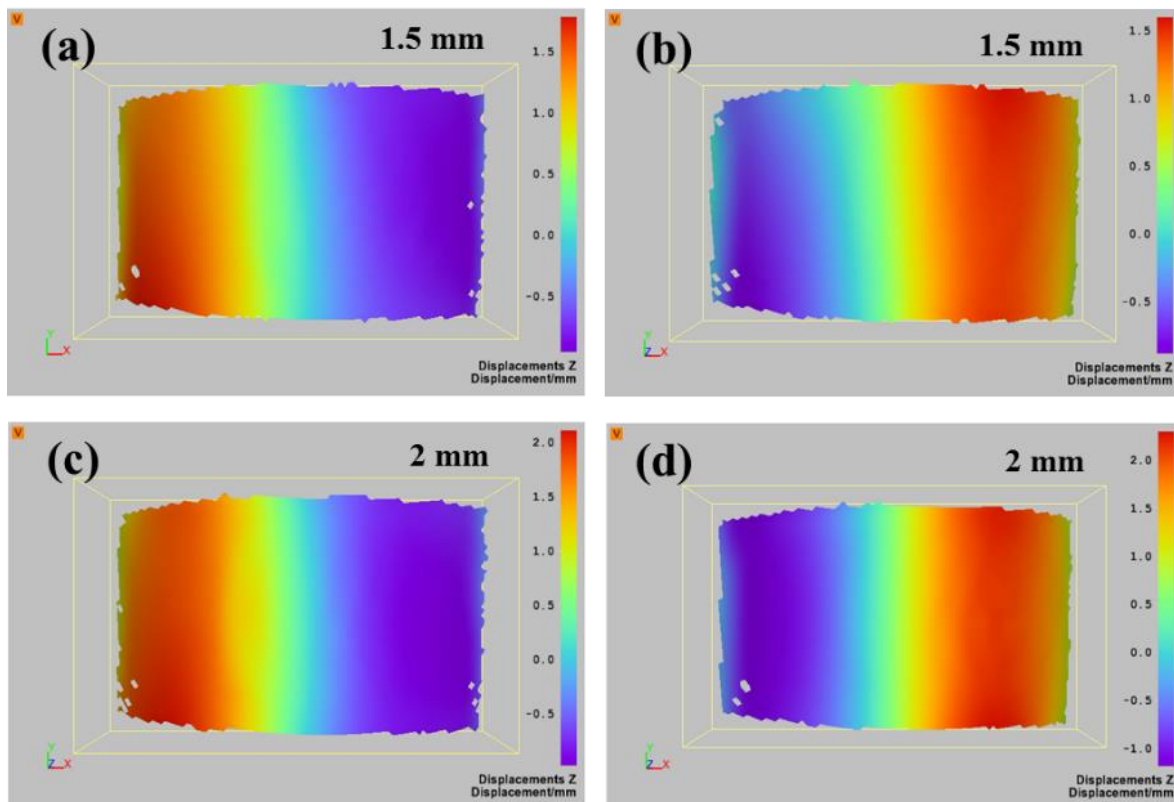 V
(a)
1.5 mm
1.5
1.0
0.5
0.0
-0.5
Y
X
Displacements Z
Displacement/mm
V
(b)
1.5 mm
1.5
1.0
0.5
0.0
-0.5
Y
Z X
Displacements Z
Displacement/mm
V
(c)
2 mm
2.0
1.5
1.0
0.5
0.0
-0.5
Y
Z X
Displacements Z
Displacement/mm
V
(d)
2 mm
2.0
1.5
1.0
0.5
0.0
-0.5
-1.0
Y
Z X
Displacements Z
Displacement/mm